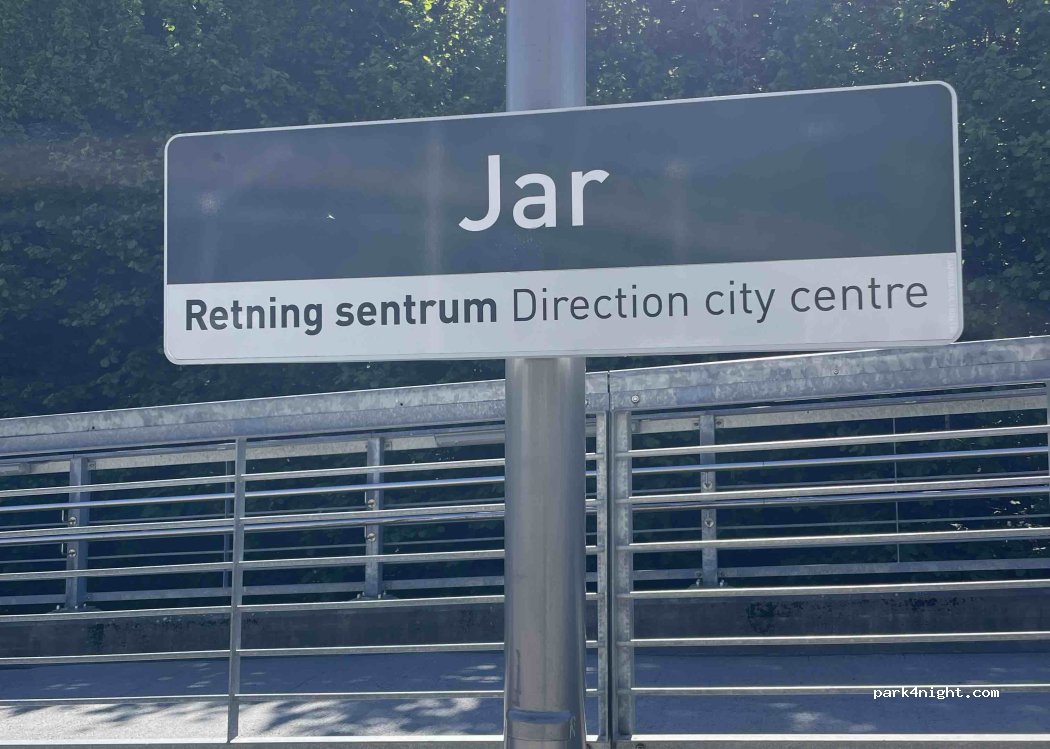 Jar
Retning sentrum Direction city centre
park4night.com